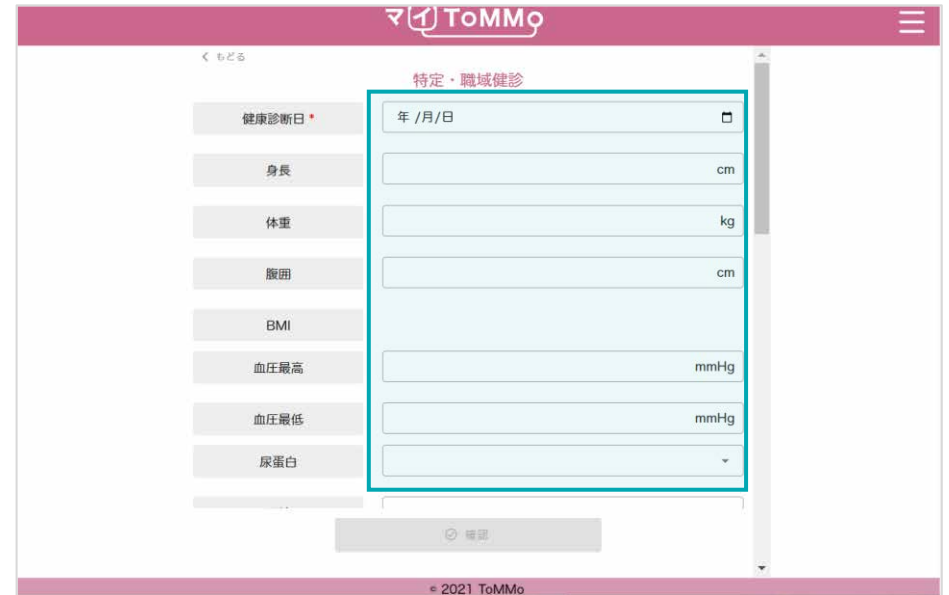 マイToMMo
もどる
特定・職域健診
健康診断日 *
年 /月/日
身長
cm
体重
kg
腹囲
cm
BMI
血圧最高
mmHg
血圧最低
mmHg
尿蛋白
確認
© 2021 ToMMo